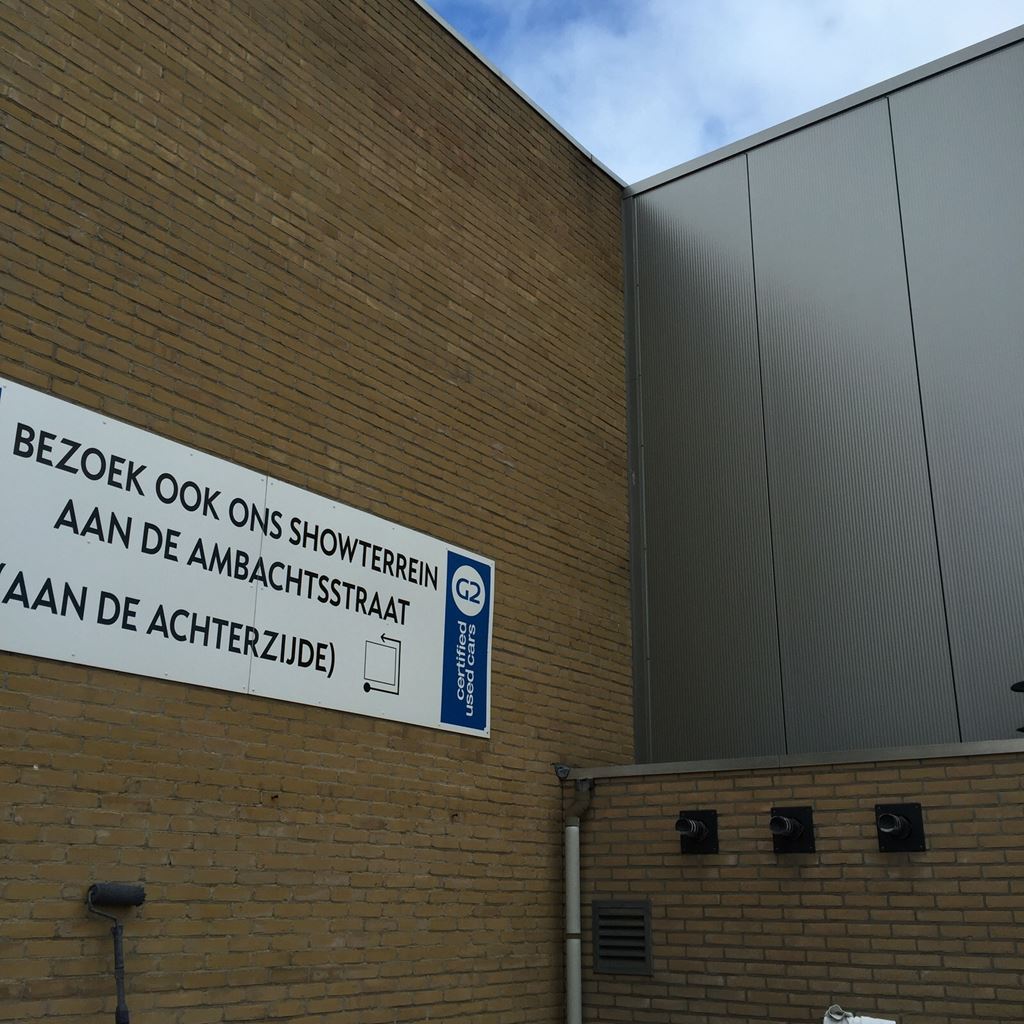 BEZOEK OOK ONS SHOWTERREIN
AAN DE AMBACHTSSTRAAT
(AAN DE ACHTERZIJDE)
G2
certified
used cars